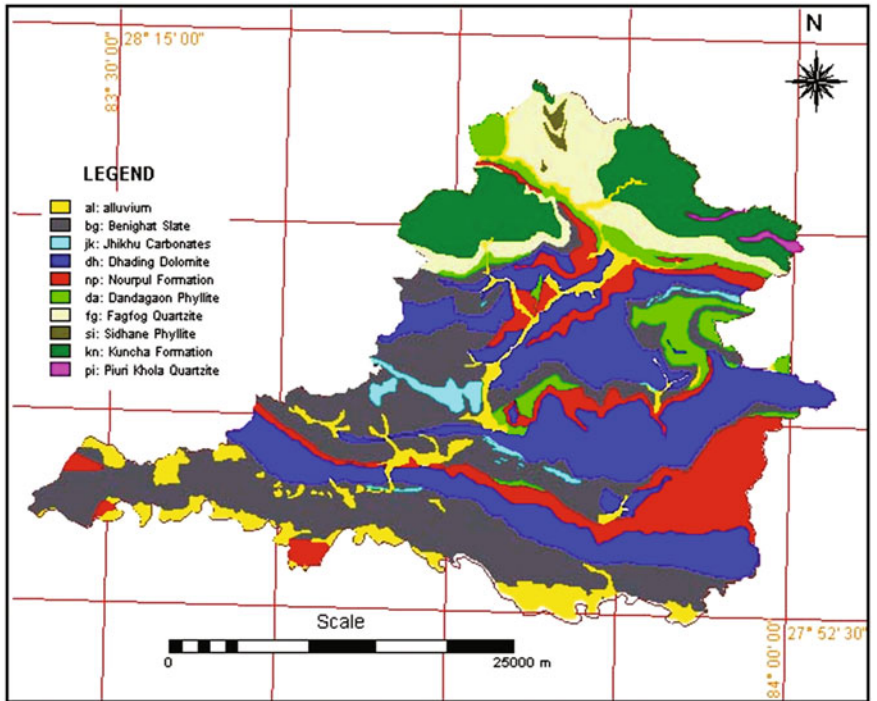 N
28° 15' 00"
83° 30' 00"
LEGEND
al: alluvium
bg: Benighat Slate
jk: Jhikhu Carbonates
dh: Dhading Dolomite
np: Nourpul Formation
da: Dandagaon Phyllite
fg: Fagfog Quartzite
si: Sidhane Phyllite
kn: Kuncha Formation
pi: Piuri Khola Quartzite
Scale
0
25000 m
27° 52' 30"
84° 00' 00"